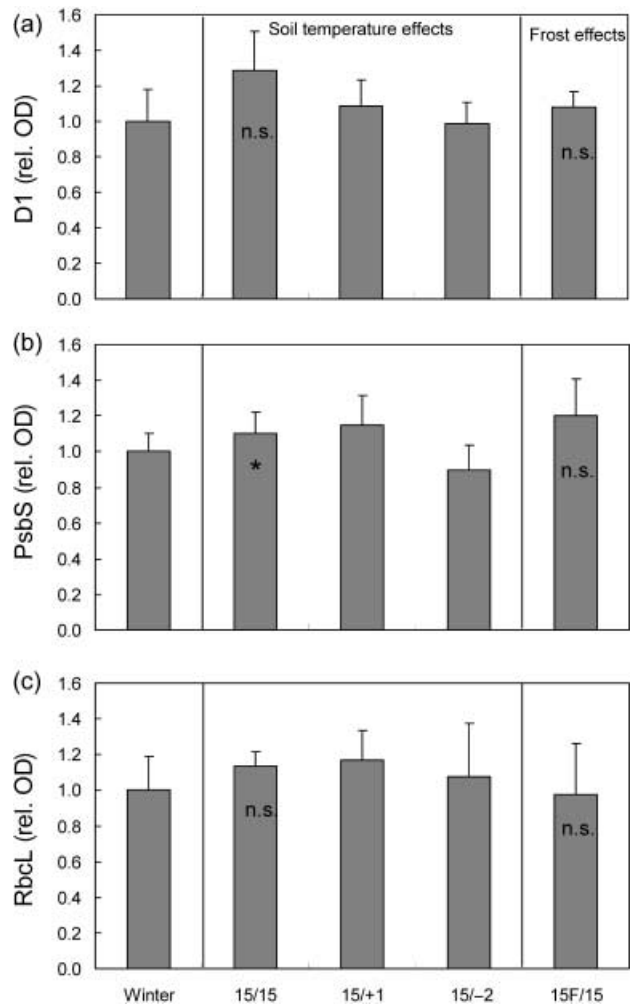 (a)
Soil temperature effects
Frost effects
D1 (rel. OD)
1.6
1.4
1.2
1.0
0.8
0.6
0.4
0.2
0.0
n.s.
n.s.
(b)
PsbS (rel. OD)
1.6
1.4
1.2
1.0
0.8
0.6
0.4
0.2
0.0
*
n.s.
(c)
RbcL (rel. OD)
1.6
1.4
1.2
1.0
0.8
0.6
0.4
0.2
0.0
n.s.
n.s.
Winter 15/15 15/+1 15/−2 15F/15